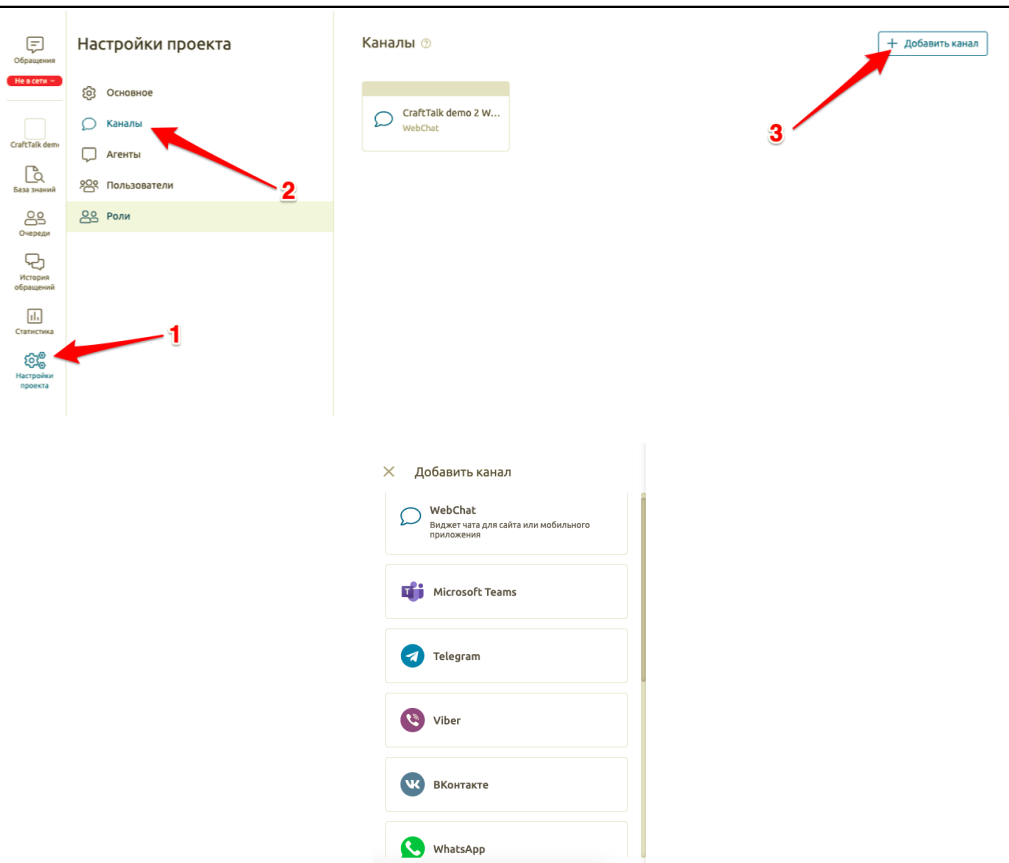 Обращения
Не в сети
CraftTalk demo
База знаний
Очереди
История
обращений
Статистика
Настройки
проекта
1
Настройки проекта
Основное
Каналы
Агенты
Пользователи
Роли
2
Каналы
CraftTalk demo 2 W...
WebChat
+ Добавить канал
3
Добавить канал
WebChat
Виджет чата для сайта или мобильного
приложения
Microsoft Teams
Telegram
Viber
ВКонтакте
WhatsApp